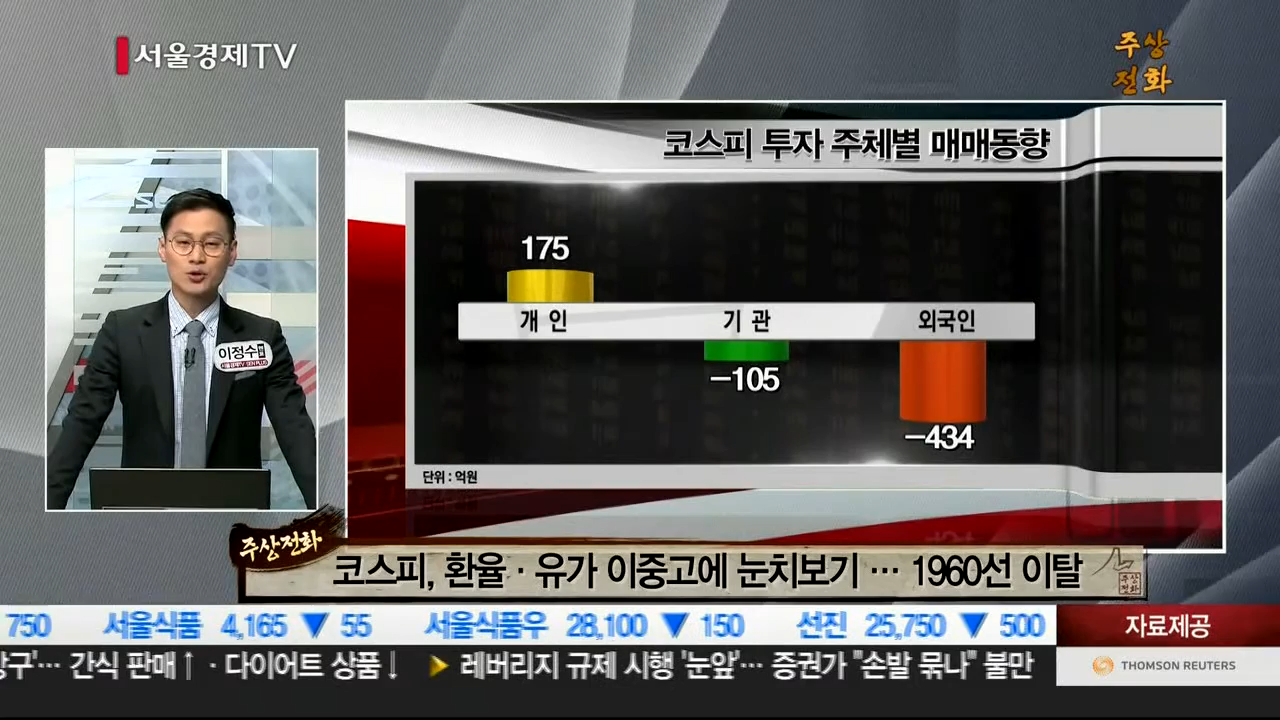 서울경제TV
주상
전화
코스피 투자 주체별 매매동향
175
개 인
기 관
외국인
-105
-434
단위 : 억원
이정수
주상전화
코스피, 환율·유가 이중고에 눈치보기 … 1960선 이탈
주상
전화
750 서울식품 4,165 ▼ 55 서울식품우 28,100 ▼ 150 선진 25,750 ▼ 500
자료제공
'… 간식 판매↑ · 다이어트 상품↓ ▶ 레버리지 규제 시행 '눈앞'… 증권가 "손발 묶나" 불만
THOMSON REUTERS